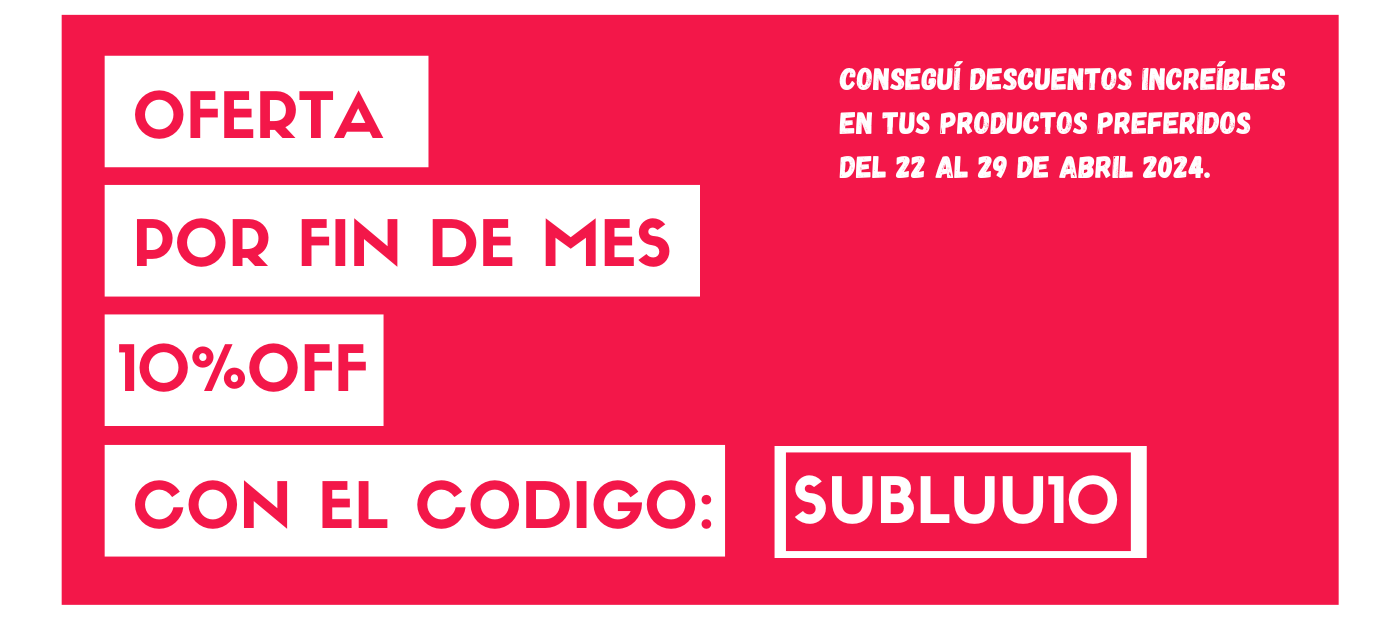 OFERTA
POR FIN DE MES
10%OFF
CON EL CODIGO:
SUBLUU10
CONSEGUÍ DESCUENTOS INCREÍBLES
EN TUS PRODUCTOS PREFERIDOS
DEL 22 AL 29 DE ABRIL 2024.